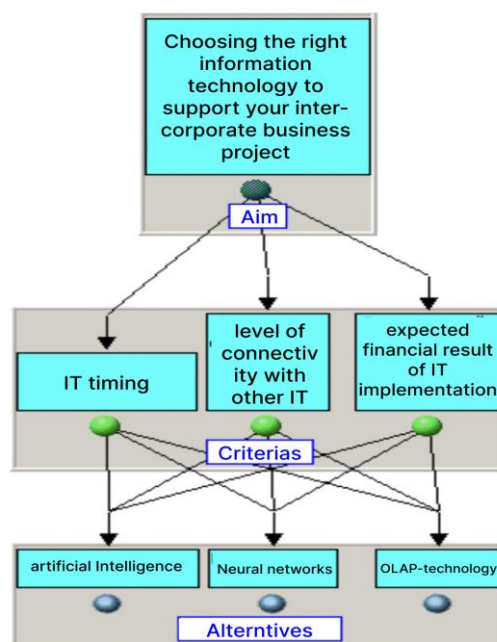 Choosing the right
information
technology to
support your inter-
corporate business
project
Aim
IT timing
level of
connectiv
ity with
other IT
expected
financial result
of IT
implementation
Criterias
artificial Intelligence
Neural networks
OLAP-technology
Alterntives